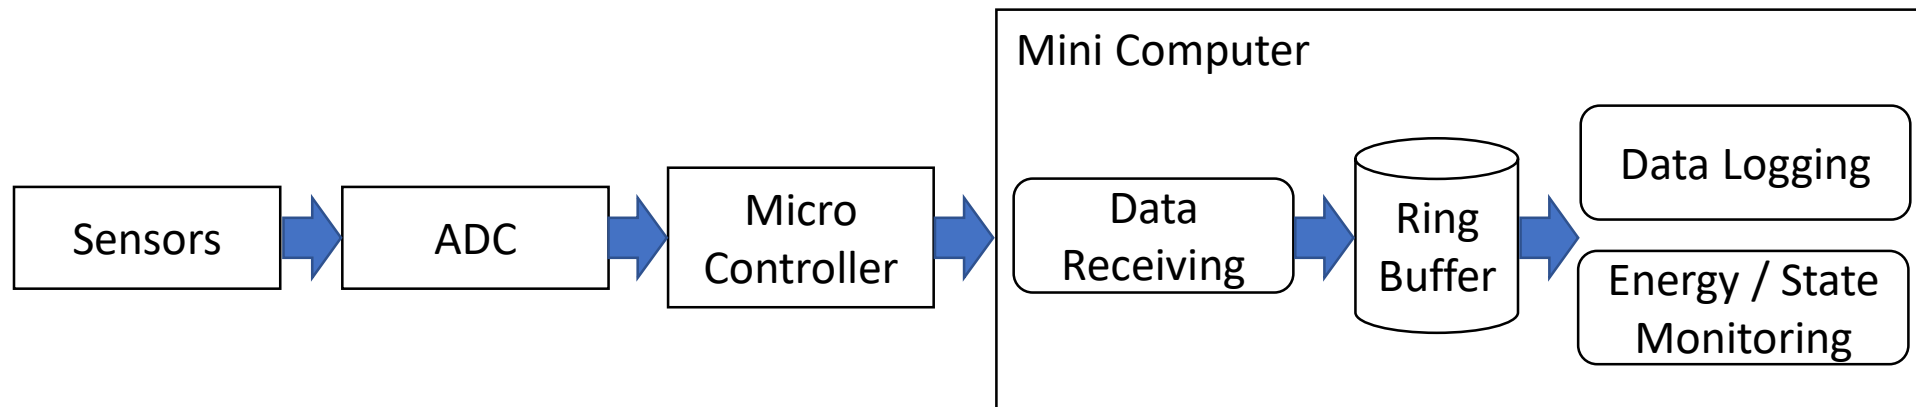 Mini Computer
Sensors
ADC
Micro
Controller
Data
Receiving
Ring
Buffer
Data Logging
Energy / State
Monitoring